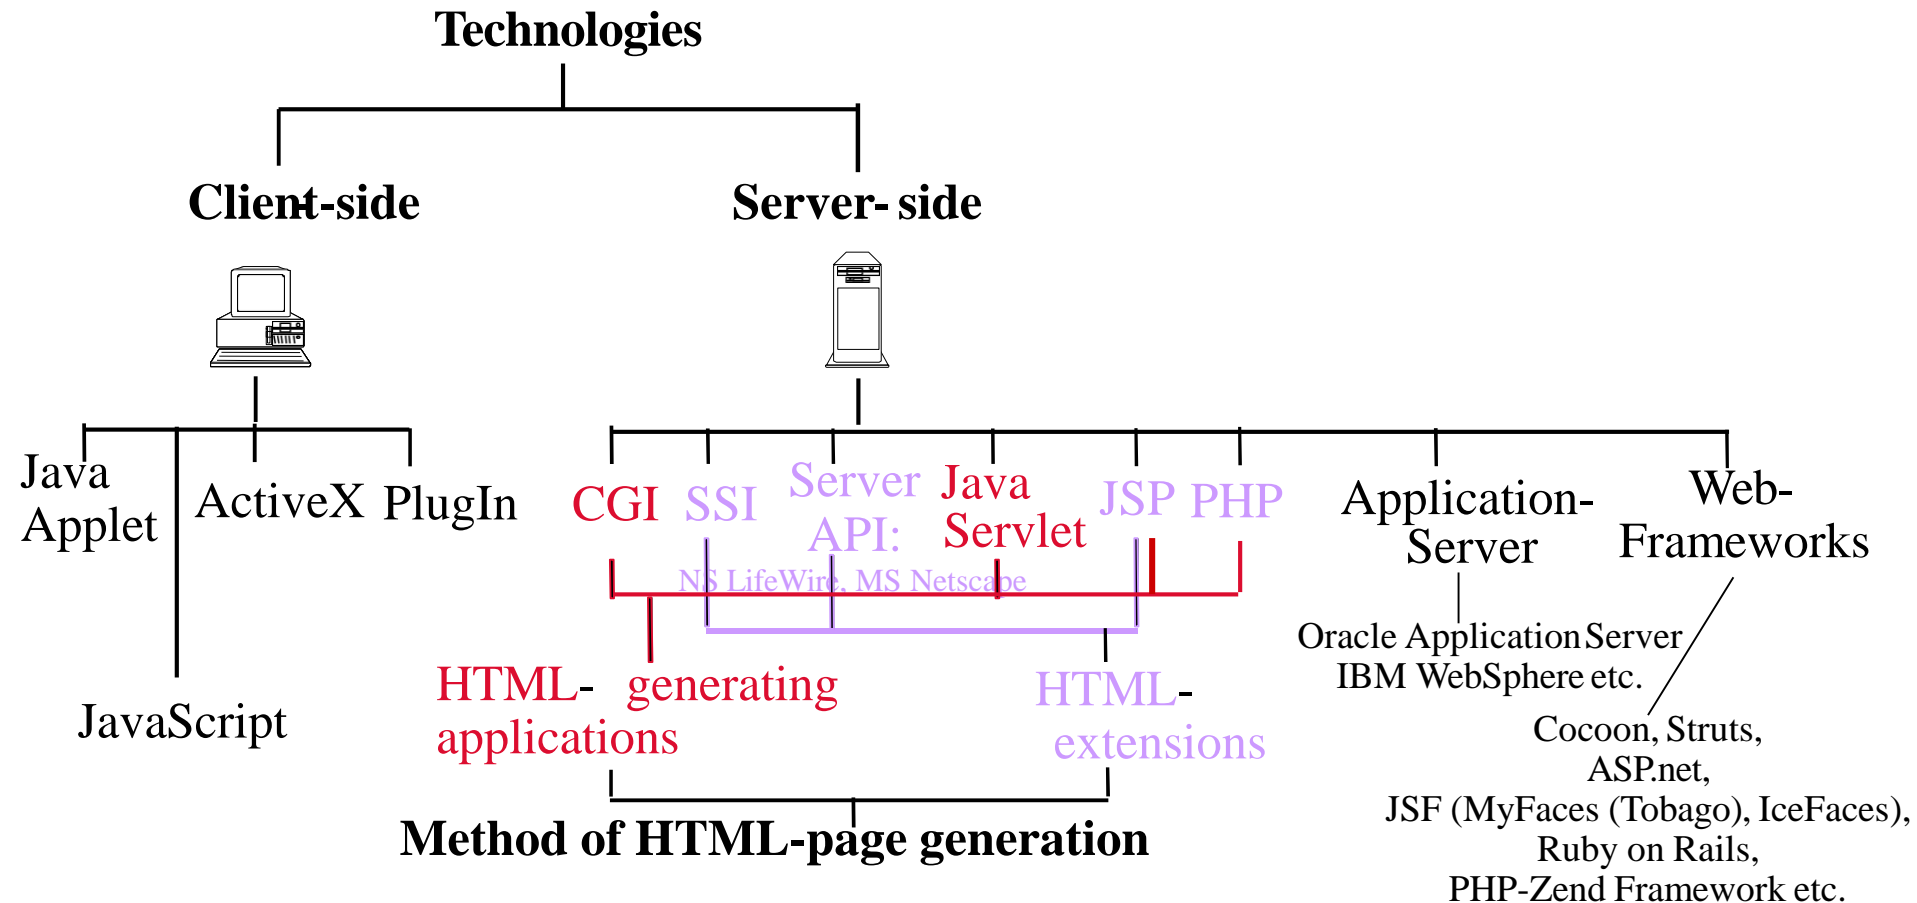 Technologies
Client-side
Server-side
Java
Applet
ActiveX
PlugIn
JavaScript
CGI
SSI
Server
API:
NS LifeWire, MS Netscape
Java
Servlet
JSP
PHP
Application-
Server
Web-
Frameworks
Oracle Application Server
IBM WebSphere etc.
HTML- generating
applications
HTML-
extensions
Cocoon, Struts,
ASP.net,
JSF (MyFaces (Tobago), IceFaces),
Ruby on Rails,
PHP-Zend Framework etc.
Method of HTML-page generation